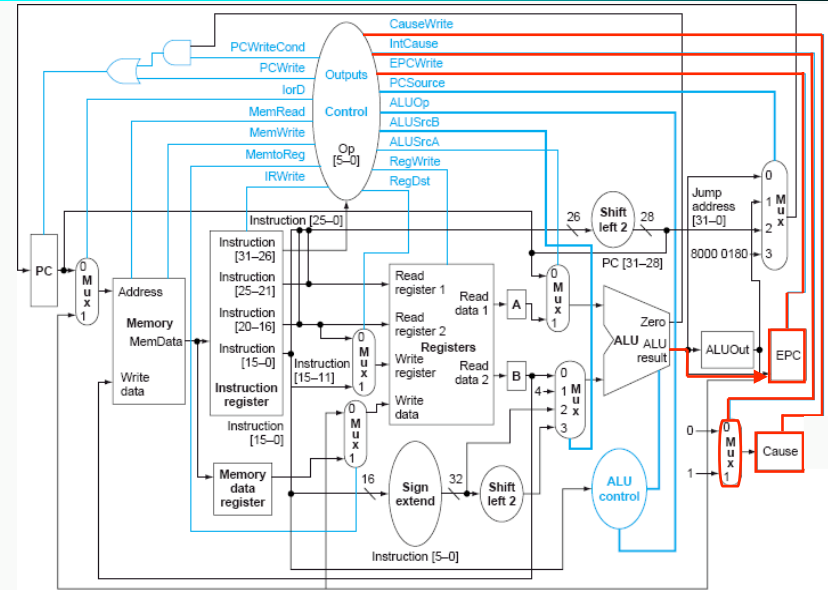 CauseWrite
IntCause
EPCWrite
PCSource
ALUOp
ALUSrcB
ALUSrcA
RegWrite
RegDst
PCWriteCond
PCWrite
IorD
MemRead
MemWrite
MemtoReg
IRWrite
Outputs
Control
Op
[5–0]
Instruction [25–0]
26
Shift
left 2
28
Jump
address
[31–0]
PC [31–28]
8000 0180
0
1
2
3
M
u
x
PC
0
M
u
x
1
Address
Memory
MemData
Write
data
Instruction
[31–26]
Instruction
[25–21]
Instruction
[20–16]
Instruction
[15–0]
Instruction
register
Instruction
[15–0]
Instruction
[15–11]
0
M
u
x
1
0
M
u
x
1
Memory
data
register
Read
register 1
Read
register 2
Registers
Write
register
Write
data
Read
data 1
Read
data 2
A
B
0
M
u
x
1
4
0
1
2
3
M
u
x
Zero
ALU
ALU
result
ALUOut
EPC
0
1
0
M
u
x
1
Cause
16
Sign
extend
32
Shift
left 2
ALU
control
Instruction [5–0]